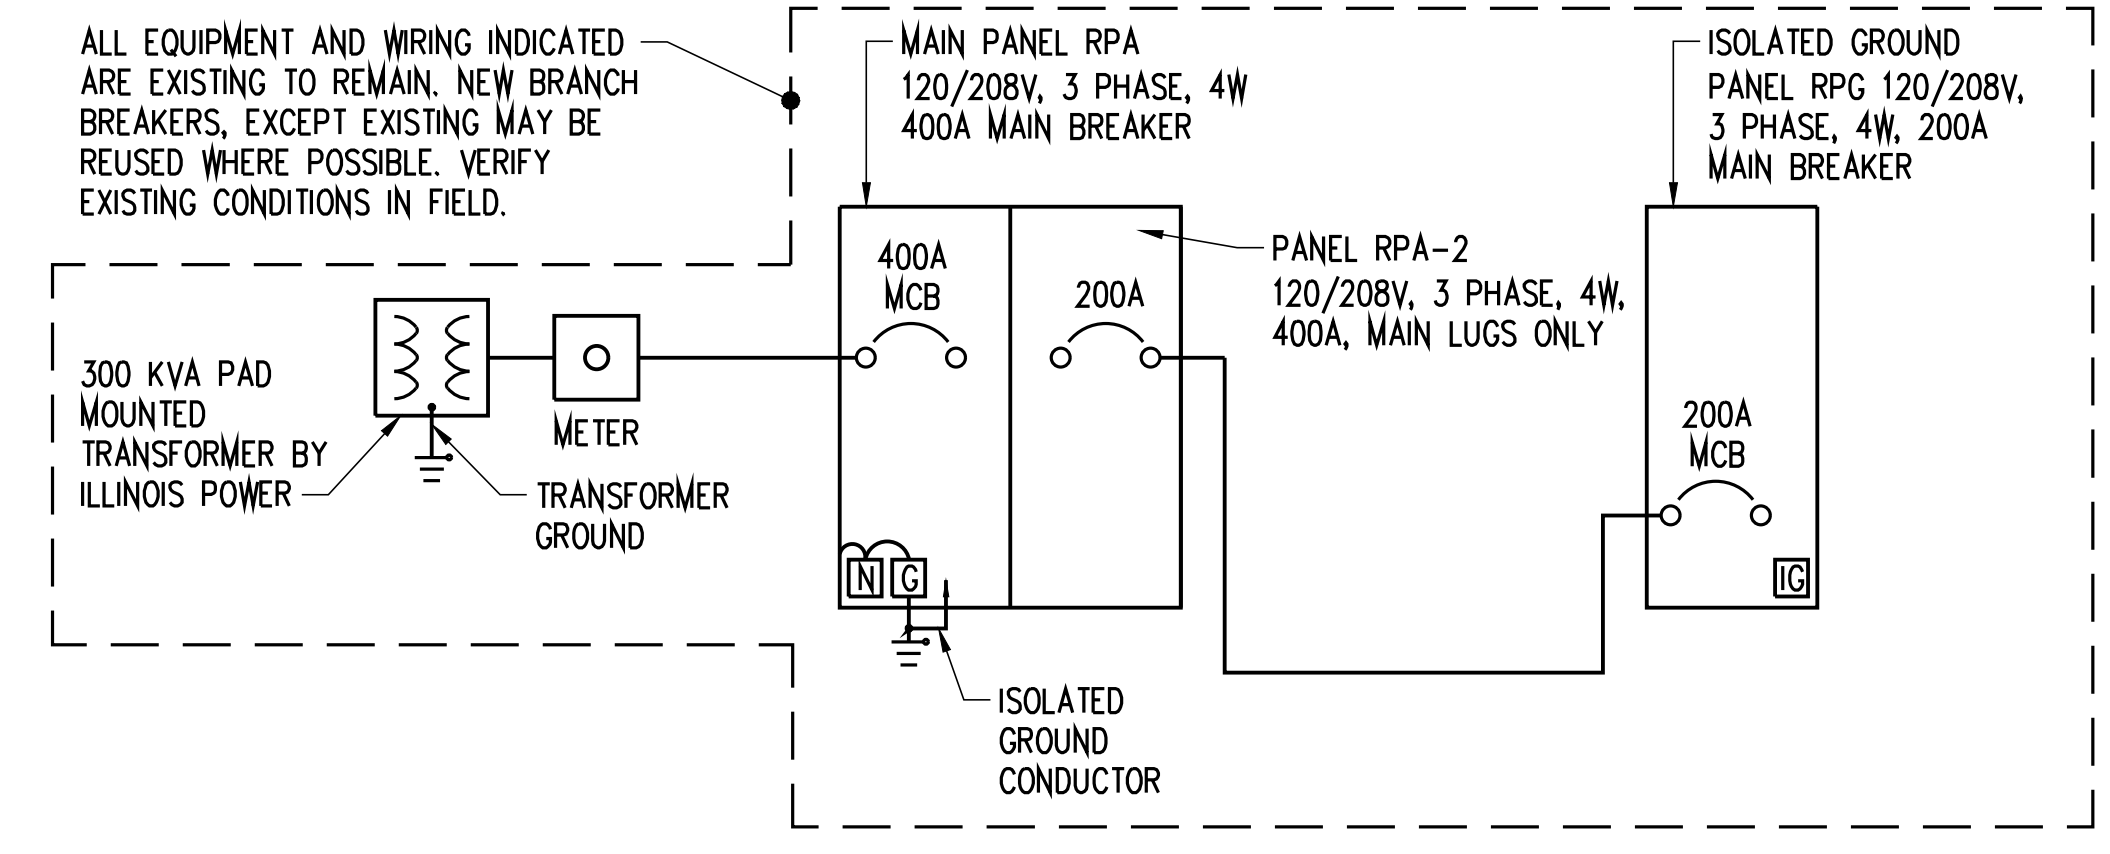 ALL EQUIPMENT AND WIRING INDICATED
ARE EXISTING TO REMAIN. NEW BRANCH
BREAKERS, EXCEPT EXISTING MAY BE
REUSED WHERE POSSIBLE. VERIFY
EXISTING CONDITIONS IN FIELD.
MAIN PANEL RPA
120/208V, 3 PHASE, 4W
400A MAIN BREAKER
ISOLATED GROUND
PANEL RPG 120/208V,
3 PHASE, 4W, 200A
MAIN BREAKER
400A
MCB
200A
PANEL RPA-2
120/208V, 3 PHASE, 4W,
400A, MAIN LUGS ONLY
300 KVA PAD
MOUNTED
TRANSFORMER BY
ILLINOIS POWER
METER
TRANSFORMER
GROUND
200A
MCB
N
G
IG
ISOLATED
GROUND
CONDUCTOR